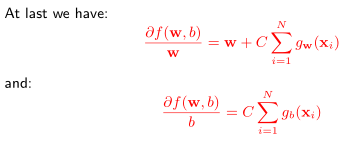 At last we have:
∂f(w, b) / w = w + C ∑_{i=1}^{N} g_w(x_i)
and:
∂f(w, b) / b = C ∑_{i=1}^{N} g_b(x_i)